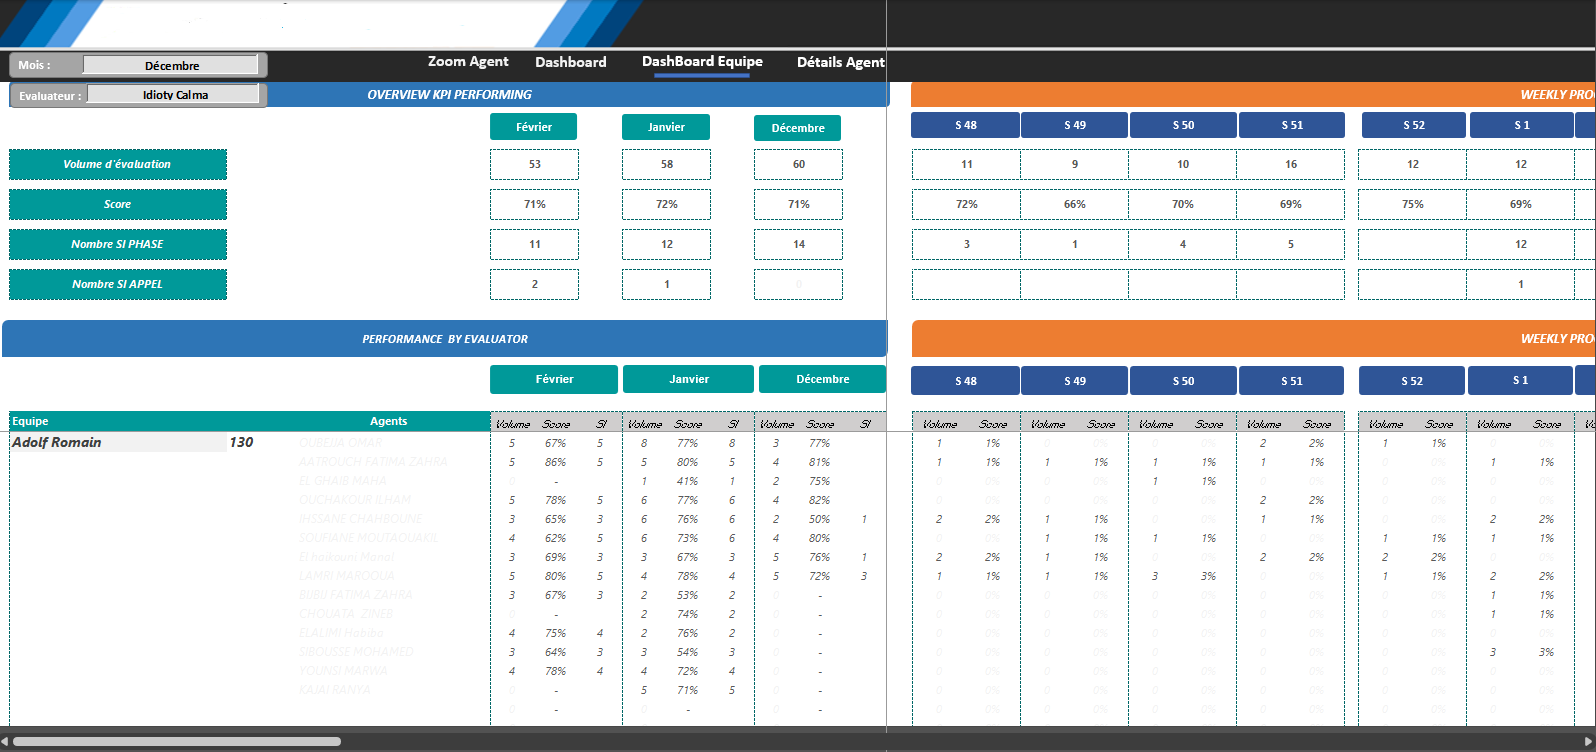 Mois : Décembre Zoom Agent Dashboard DashBoard Equipe Détails Agent
Evaluateur : Idioty Calma OVERVIEW KPI PERFORMING WEEKLY PRO
Février Janvier Décembre S 48 S 49 S 50 S 51 S 52 S 1
Volume d'évaluation 53 58 60 11 9 10 16 12 12
Score 71% 72% 71% 72% 66% 70% 69% 75% 69%
Nombre SI PHASE 11 12 14 3 1 4 5 12
Nombre SI APPEL 2 1 0 1
PERFORMANCE BY EVALUATOR WEEKLY PRO
Février Janvier Décembre S 48 S 49 S 50 S 51 S 52 S 1
Equipe Agents Volume Score SI Volume Score SI Volume Score SI Volume Score Volume Score Volume Score Volume Score Volume Score Volume Score
Adolf Romain 130 OUBEJJA OMAR 5 67% 5 8 77% 8 3 77% 1 1% 0 0% 0 0% 2 2% 1 1% 0 0%
AATROUCH FATIMA ZAHRA 5 86% 5 5 80% 5 4 81% 1 1% 1 1% 1 1% 1 1% 0 0% 1 1%
EL GHAIB MAHA 0 - 1 41% 1 2 75% 0 0% 0 0% 1 1% 0 0% 0 0% 0 0%
OUCHAKOUR ILHAM 5 78% 5 6 77% 6 4 82% 0 0% 0 0% 0 0% 2 2% 0 0% 0 0%
IHSSANE CHAHBOUNE 3 65% 3 6 76% 6 2 50% 1 2 2% 1 1% 0 0% 1 1% 0 0% 2 2%
SOUFIANE MOUTAOUAKIL 4 62% 5 6 73% 6 4 80% 0 0% 1 1% 1 1% 0 0% 1 1% 1 1%
El haikouni Manal 3 69% 3 3 67% 3 5 76% 1 2 2% 1 1% 0 0% 2 2% 2 2% 0 0%
LAMRI MAROOUA 5 80% 5 4 78% 4 5 72% 3 1 1% 1 1% 3 3% 0 0% 1 1% 2 2%
FATIMA ZAHRA 3 67% 3 2 53% 2 0 - 0 0% 0 0% 0 0% 0 0% 0 0% 1 1%
CHOUATA ZINEB 0 - 2 74% 2 0 - 0 0% 0 0% 0 0% 0 0% 0 0% 1 1%
ELALIMI Habiba 4 75% 4 2 76% 2 0 - 0 0% 0 0% 0 0% 0 0% 0 0% 0 0%
SIBOUSSE MOHAMED 3 64% 3 3 54% 3 0 - 0 0% 0 0% 0 0% 0 0% 0 0% 3 3%
YOUNSI MARWA 4 78% 4 4 72% 4 0 - 0 0% 0 0% 0 0% 0 0% 0 0% 0 0%
KAJAI RANYA 0 - 5 71% 5 0 - 0 0% 0 0% 0 0% 0 0% 0 0% 0 0%
0 - 0 - 0 - 0 0% 0 0% 0 0% 0 0% 0 0% 0 0%